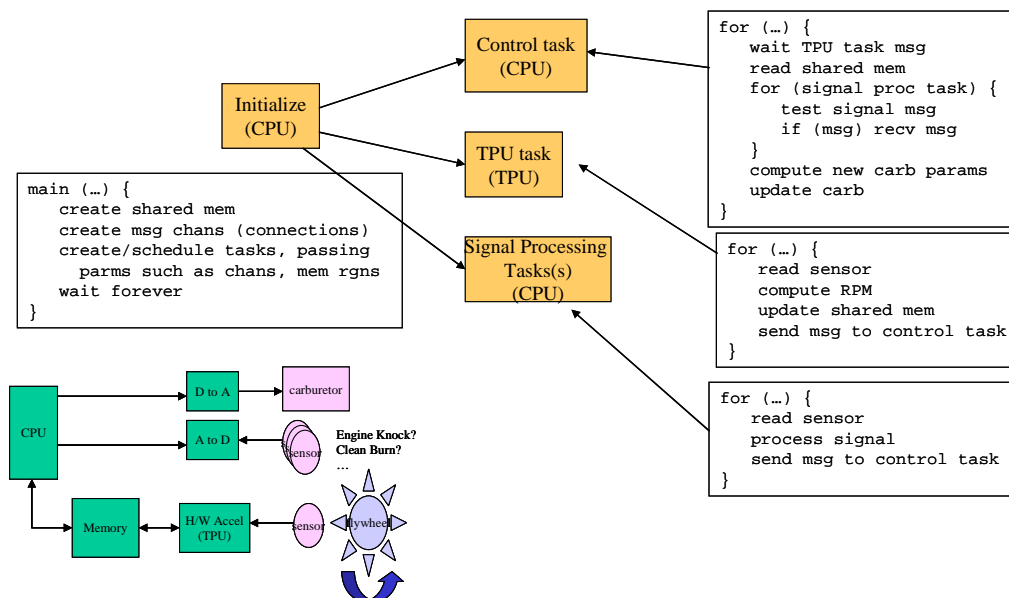 Control task
(CPU)
for (…) {
wait TPU task msg
read shared mem
for (signal proc task) {
test signal msg
if (msg) recv msg
}
compute new carb params
update carb
}
Initialize
(CPU)
TPU task
(TPU)
main (…) {
create shared mem
create msg chans (connections)
create/schedule tasks, passing
parms such as chans, mem rgns
wait forever
}
Signal Processing
Tasks(s)
(CPU)
for (…) {
read sensor
compute RPM
update shared mem
send msg to control task
}
for (…) {
read sensor
process signal
send msg to control task
}
CPU
D to A
carburetor
A to D
sensor
Engine Knock?
Clean Burn?
…
Memory
H/W Accel
(TPU)
sensor
lywheel